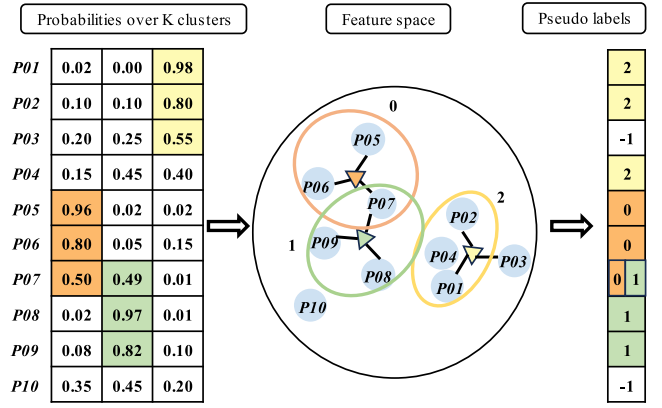 Probabilities over K clusters
Feature space
Pseudo labels
P01 0.02 0.00 0.98
P02 0.10 0.10 0.80
P03 0.20 0.25 0.55
P04 0.15 0.45 0.40
P05 0.96 0.02 0.02
P06 0.80 0.05 0.15
P07 0.50 0.49 0.01
P08 0.02 0.97 0.01
P09 0.08 0.82 0.10
P10 0.35 0.45 0.20
0
P05
P06
P07
1
P09
P08
P10
2
P02
P04
P03
P01
2
2
-1
2
0
0
0 1
1
1
-1